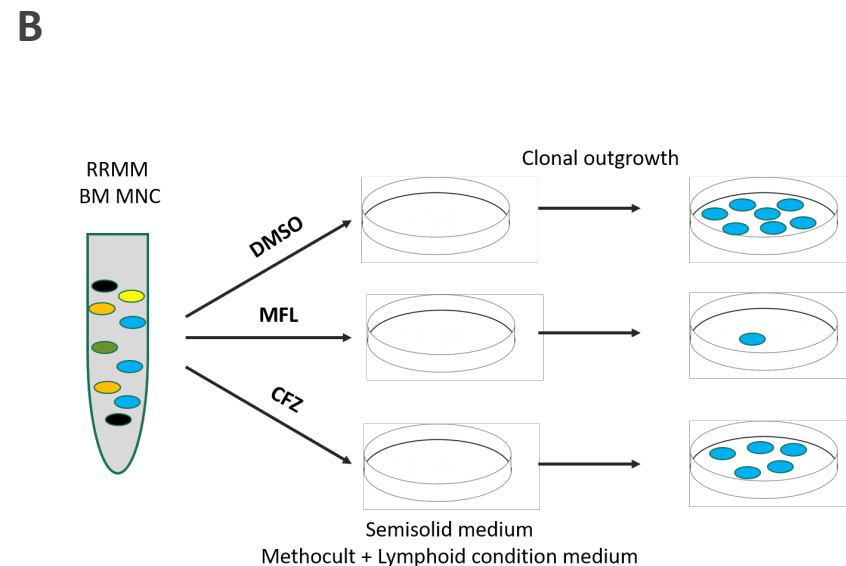 B
RRMM
BM MNC
Clonal outgrowth
DMSO
MFL
CFZ
Semisolid medium
Methocult + Lymphoid condition medium